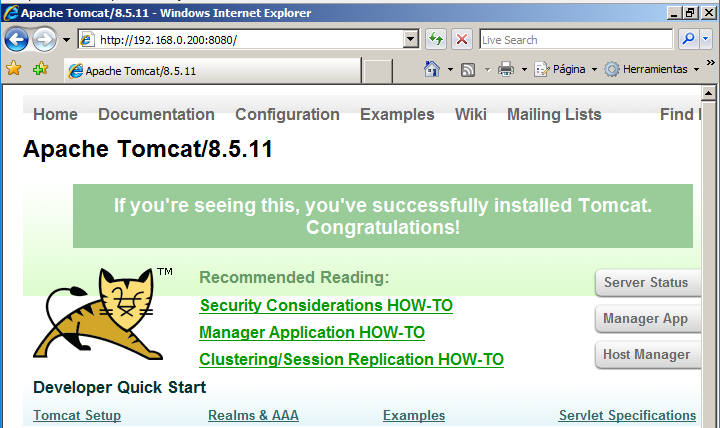 Apache Tomcat/8.5.11 - Windows Internet Explorer
http://192.168.0.200:8080/
Live Search
Apache Tomcat/8.5.11
Página
Herramientas
Home Documentation Configuration Examples Wiki Mailing Lists Find
Apache Tomcat/8.5.11
If you're seeing this, you've successfully installed Tomcat.
Congratulations!
TM
Recommended Reading:
Security Considerations HOW-TO
Manager Application HOW-TO
Clustering/Session Replication HOW-TO
Server Status
Manager App
Host Manager
Developer Quick Start
Tomcat Setup Realms & AAA Examples Servlet Specifications